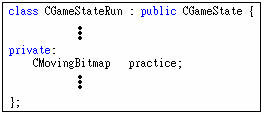 class CGameStateRun : public CGameState {
private:
CMovingBitmap practice;
};